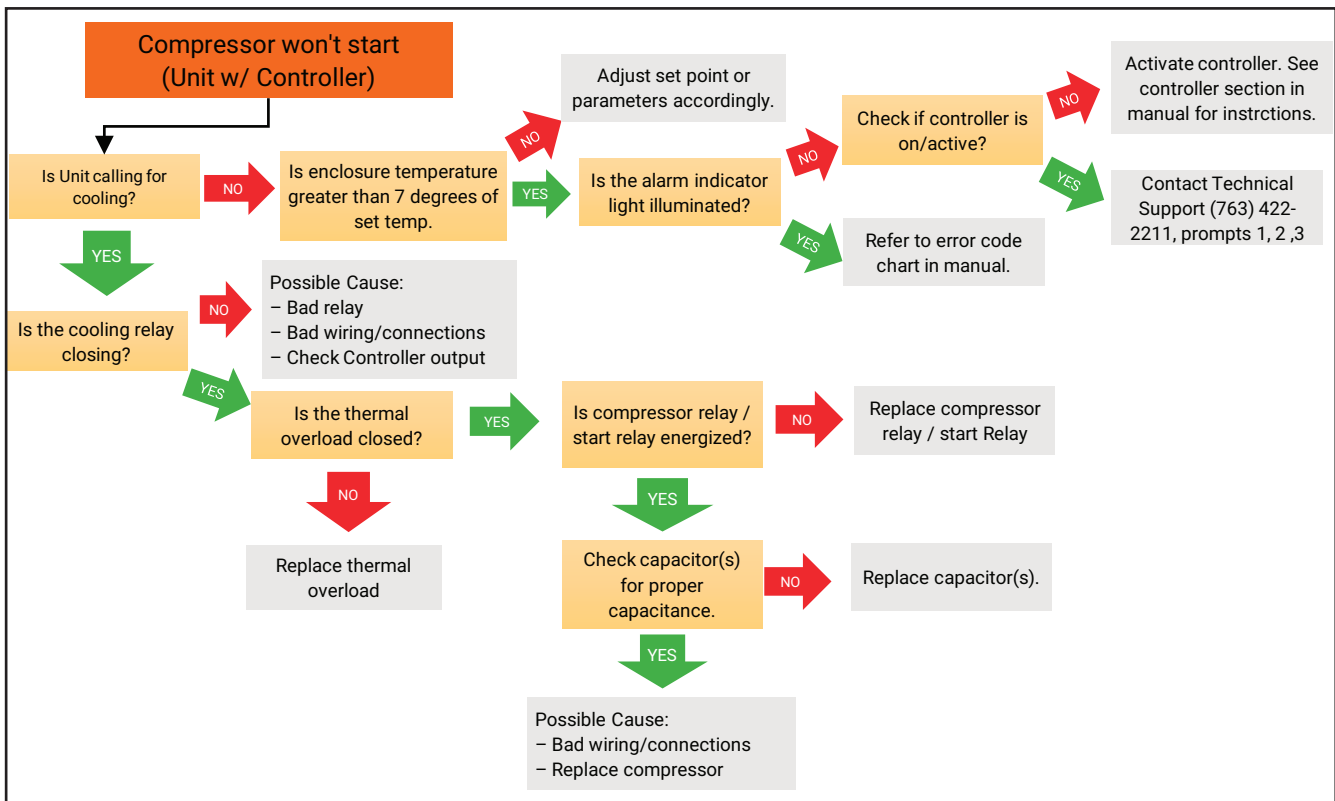 Compressor won't start
(Unit w/ Controller)
Adjust set point or
parameters accordingly.
Activate controller. See
controller section in
manual for instrctions.
NO
NO
Check if controller is
on/active?
Is Unit calling for
cooling?
NO
Is enclosure temperature
greater than 7 degrees of
set temp.
YES
Is the alarm indicator
light illuminated?
NO
YES
Contact Technical
Support (763) 422-
2211, prompts 1, 2 ,3
YES
Refer to error code
chart in manual.
YES
Is the cooling relay
closing?
NO
Possible Cause:
– Bad relay
– Bad wiring/connections
– Check Controller output
YES
Is the thermal
overload closed?
YES
Is compressor relay /
start relay energized?
NO
Replace compressor
relay / start Relay
NO
Replace thermal
overload
YES
Check capacitor(s)
for proper
capacitance.
NO
Replace capacitor(s).
YES
Possible Cause:
– Bad wiring/connections
– Replace compressor